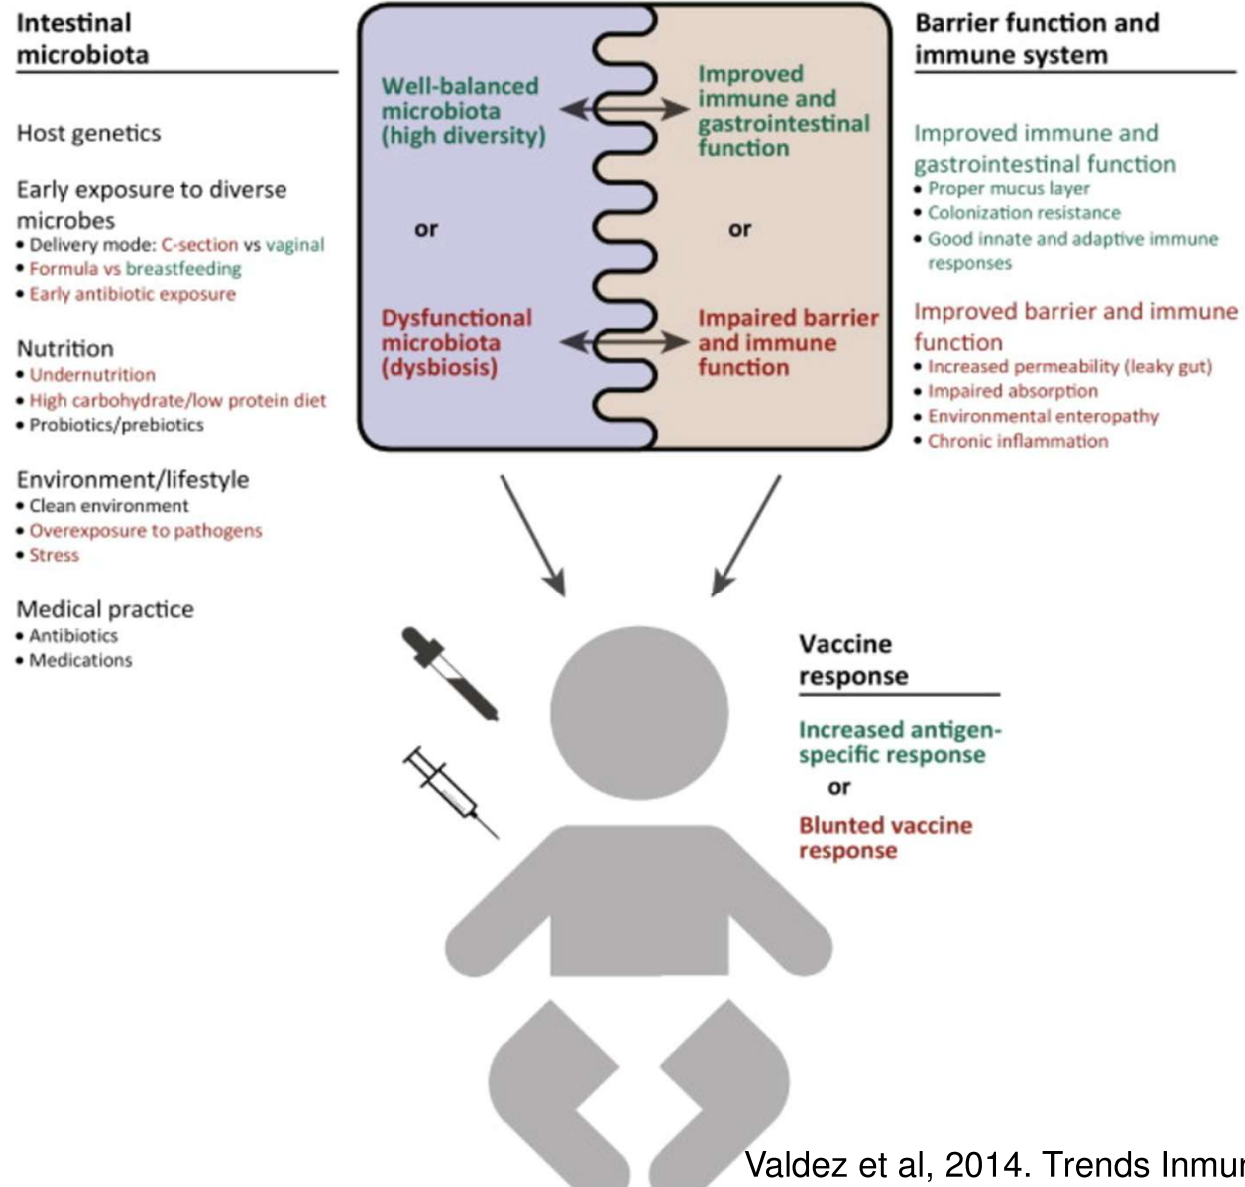 Intestinal
microbiota
Host genetics
Early exposure to diverse
microbes
• Delivery mode: C-section vs vaginal
• Formula vs breastfeeding
• Early antibiotic exposure
Nutrition
• Undernutrition
• High carbohydrate/low protein diet
• Probiotics/prebiotics
Environment/lifestyle
• Clean environment
• Overexposure to pathogens
• Stress
Medical practice
• Antibiotics
• Medications
Well-balanced
microbiota
(high diversity)
or
Dysfunctional
microbiota
(dysbiosis)
Improved
immune and
gastrointestinal
function
or
Impaired barrier
and immune
function
Barrier function and
immune system
Improved immune and
gastrointestinal function
• Proper mucus layer
• Colonization resistance
• Good innate and adaptive immune
responses
Improved barrier and immune
function
• Increased permeability (leaky gut)
• Impaired absorption
• Environmental enteropathy
• Chronic inflammation
Vaccine
response
Increased antigen-
specific response
or
Blunted vaccine
response
Valdez et al, 2014. Trends Inmu